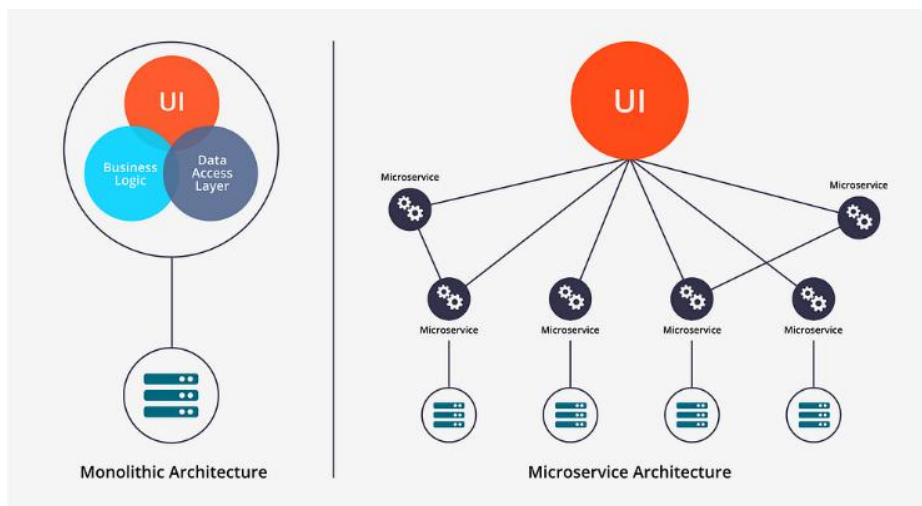 UI
Business
Logic
Data
Access
Layer
Monolithic Architecture
UI
Microservice
Microservice
Microservice
Microservice
Microservice
Microservice
Microservice Architecture